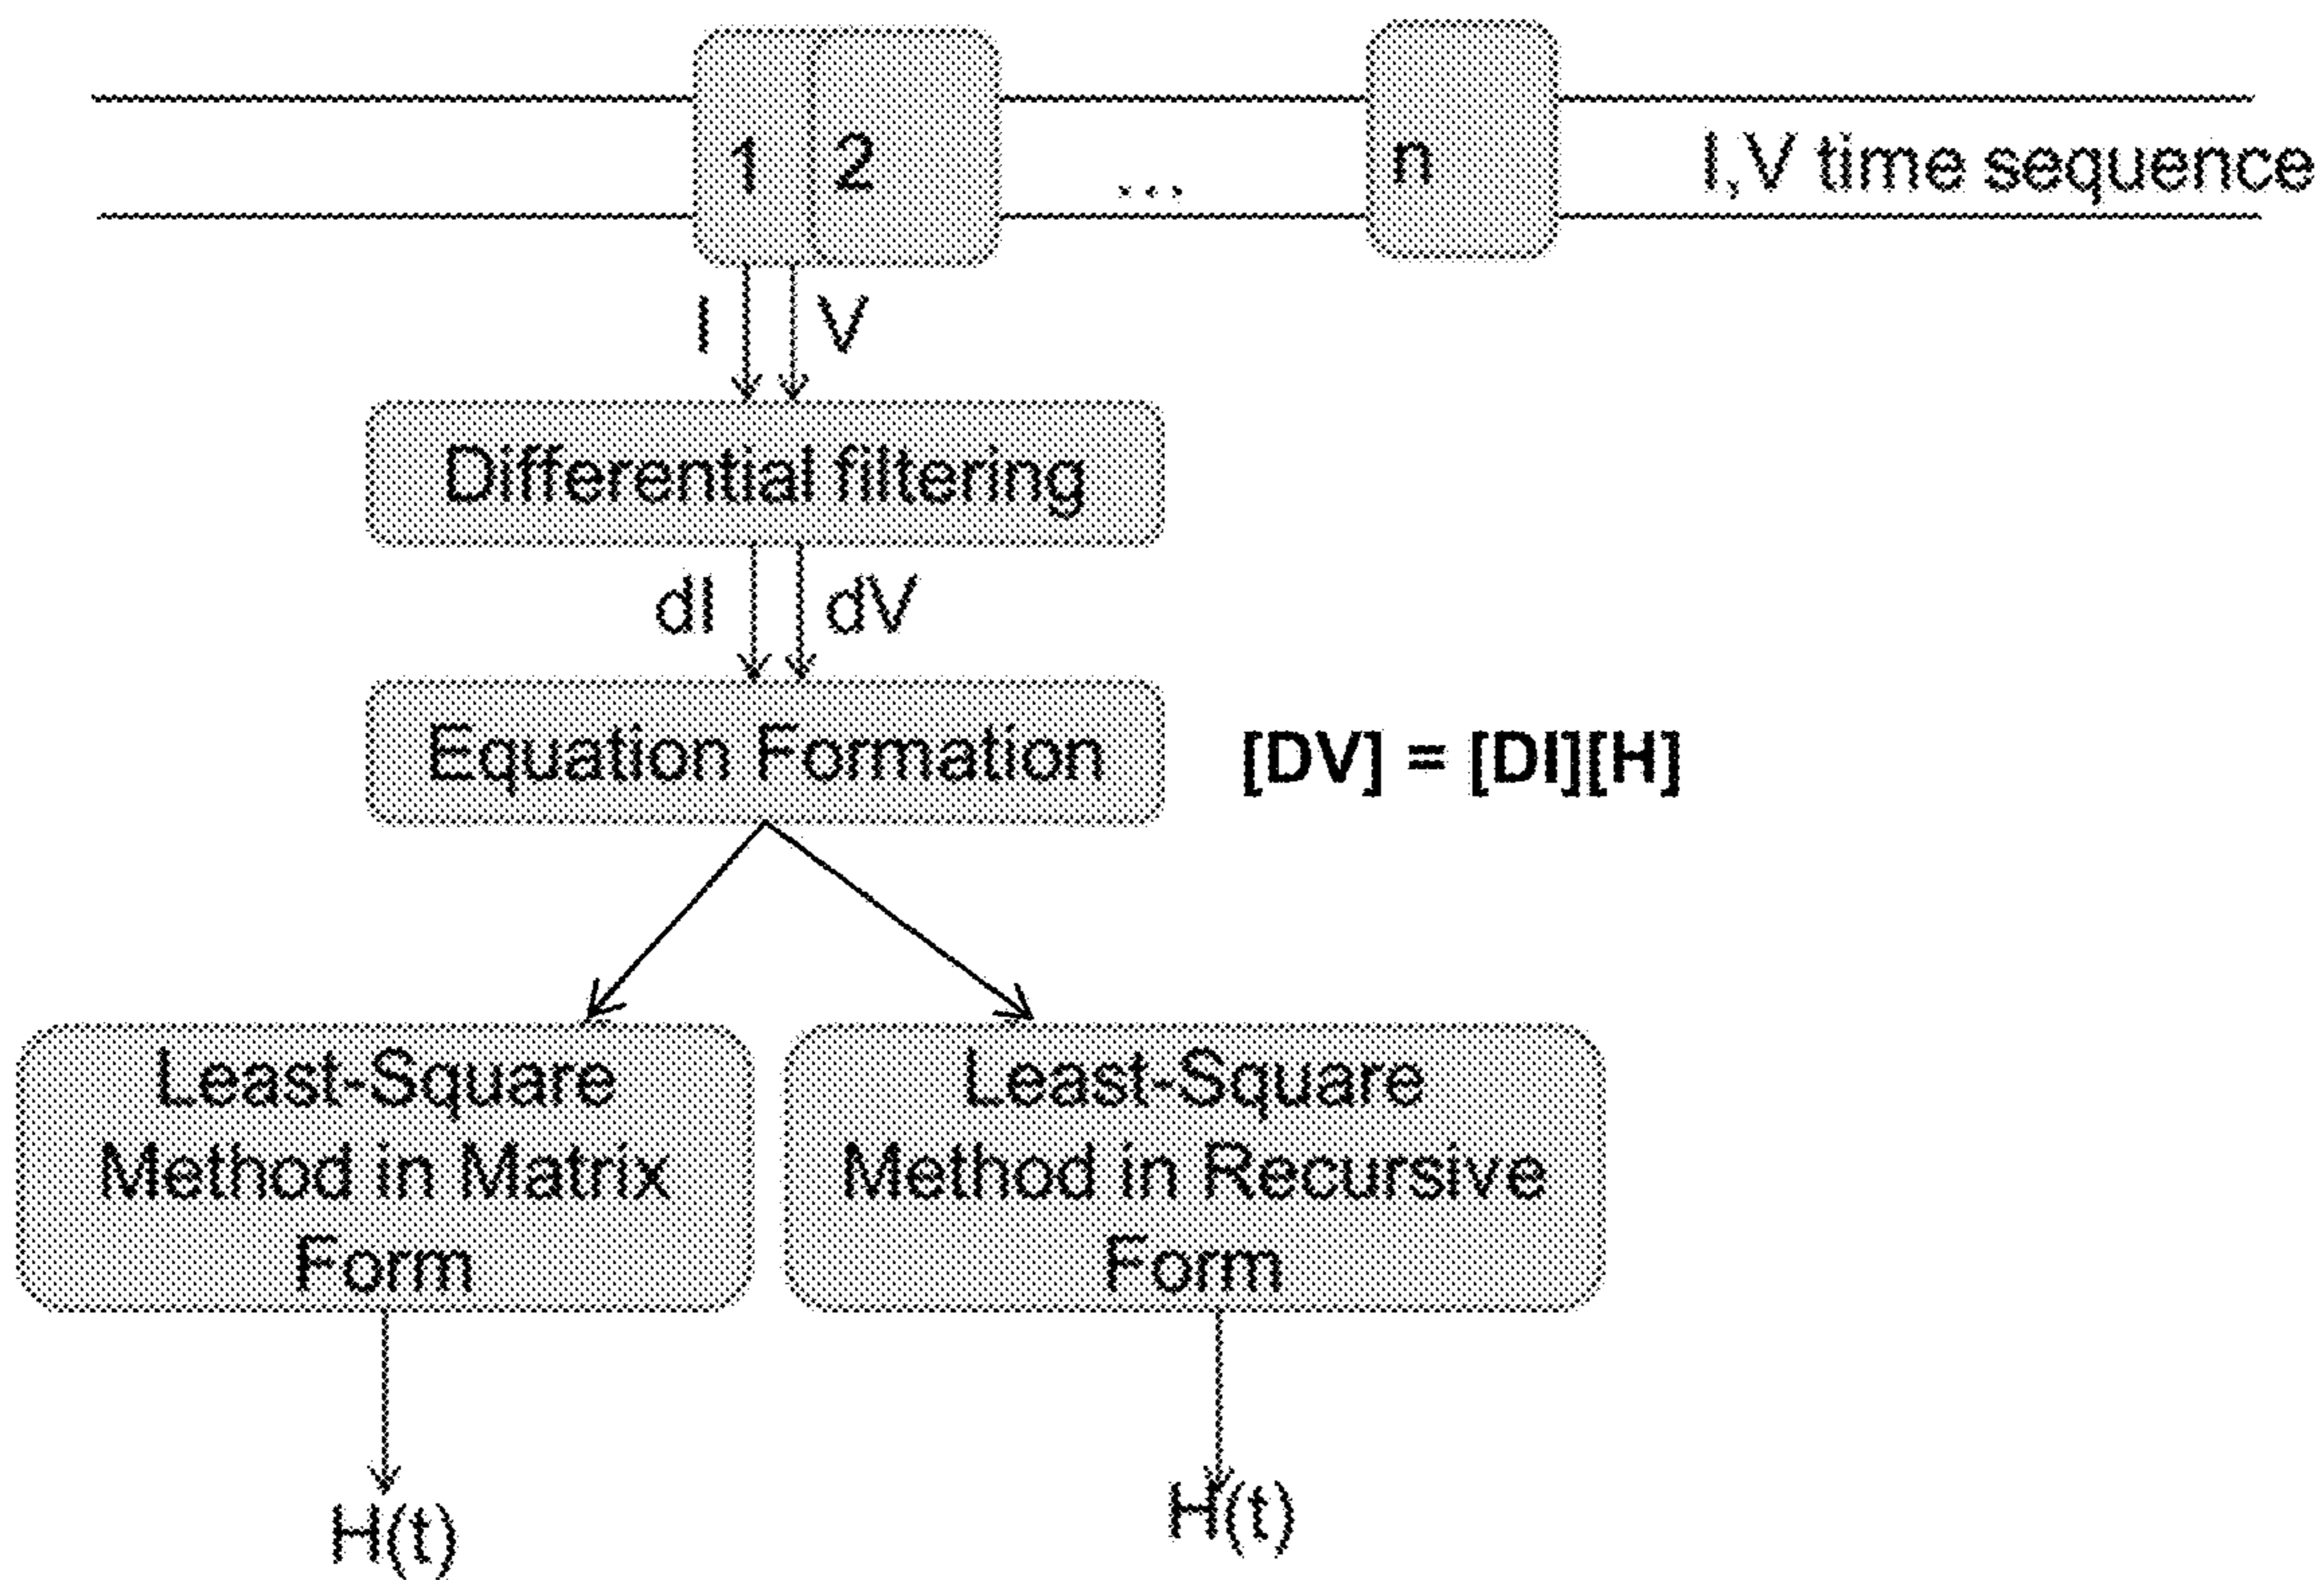 1 2 ... n I,V time sequence
I V
Differential filtering
dI dV
Equation Formation [DV] = [DI][H]
Least-Square
Method in Matrix
Form
Least-Square
Method in Recursive
Form
H(t)
H(t)